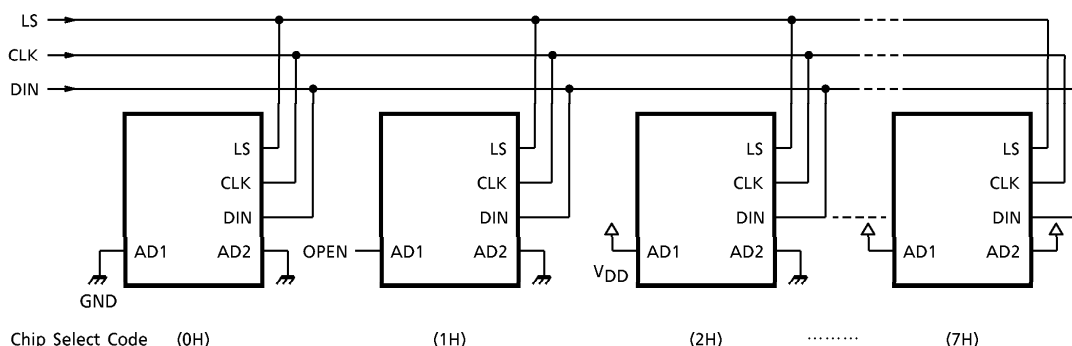 LS
CLK
DIN
LS
CLK
DIN
AD1 AD2
GND
LS
CLK
DIN
OPEN AD1 AD2
LS
CLK
DIN
VDD AD1 AD2
LS
CLK
DIN
AD1 AD2
Chip Select Code (0H) (1H) (2H) ......... (7H)